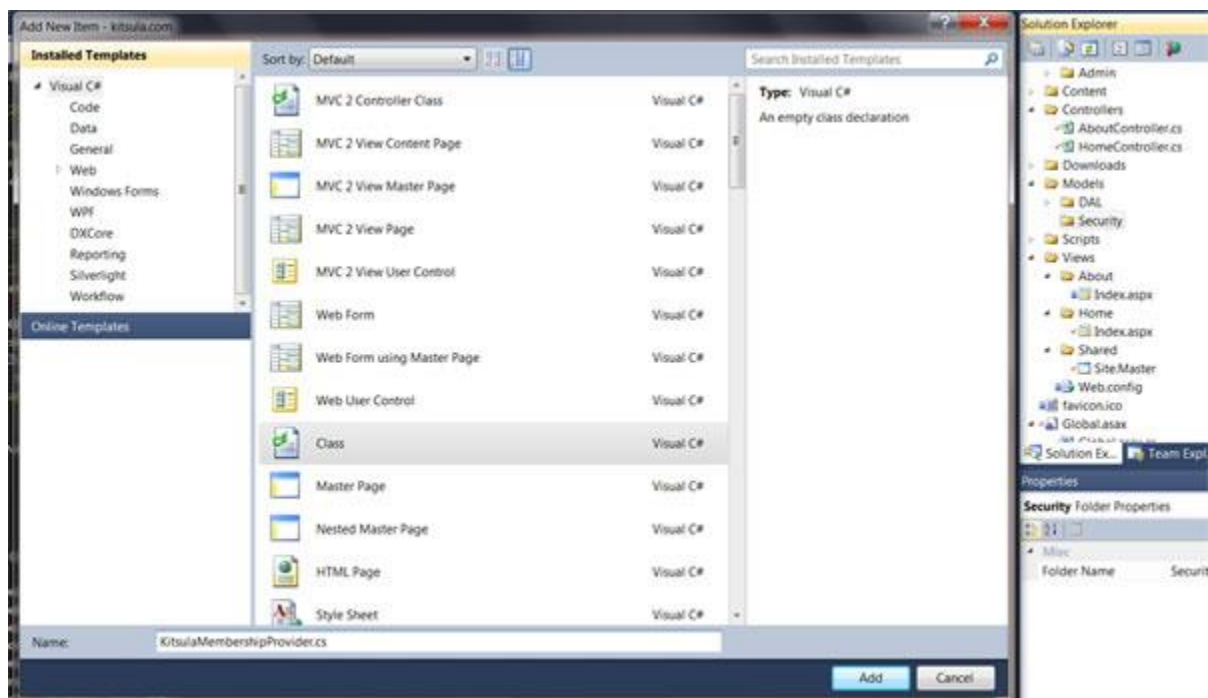 Add New Item - kitsula.com
Installed Templates
Visual C#
Code
Data
General
Web
Windows Forms
WPF
DXCore
Reporting
Silverlight
Workflow
Online Templates
Sort by: Default
Search Installed Templates
MVC 2 Controller Class Visual C#
MVC 2 View Content Page Visual C#
MVC 2 View Master Page Visual C#
MVC 2 View Page Visual C#
MVC 2 View User Control Visual C#
Web Form Visual C#
Web Form using Master Page Visual C#
Web User Control Visual C#
Class Visual C#
Master Page Visual C#
Nested Master Page Visual C#
HTML Page Visual C#
Style Sheet Visual C#
Type: Visual C#
An empty class declaration
Name: KitsulaMembershipProvider.cs
Add Cancel
Solution Explorer
Admin
Content
Controllers
AboutController.cs
HomeController.cs
Downloads
Models
DAL
Security
Scripts
Views
About
Index.aspx
Home
Index.aspx
Shared
Site.Master
Web.config
favicon.ico
Global.asax
Solution Ex... Team Expl
Properties
Security Folder Properties
Misc
Folder Name Securit